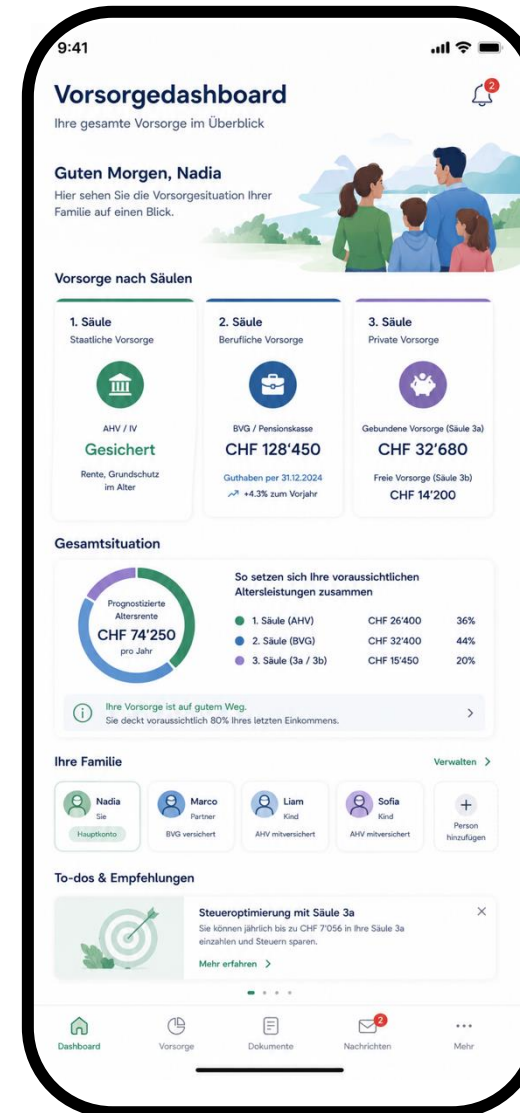 9:41
Vorsorgedashboard
2
Ihre gesamte Vorsorge im Überblick
Guten Morgen, Nadia
Hier sehen Sie die Vorsorgesituation Ihrer
Familie auf einen Blick.
Vorsorge nach Säulen
1. Säule
Staatliche Vorsorge
AHV / IV
Gesichert
Rente, Grundschutz
im Alter
2. Säule
Berufliche Vorsorge
BVG / Pensionskasse
CHF 128'450
Guthaben per 31.12.2024
+4.3% zum Vorjahr
3. Säule
Private Vorsorge
Gebundene Vorsorge (Säule 3a)
CHF 32'680
Freie Vorsorge (Säule 3b)
CHF 14'200
Gesamtsituation
Prognostizierte
Altersrente
CHF 74'250
pro Jahr
So setzen sich Ihre voraussichtlichen
Altersleistungen zusammen
1. Säule (AHV) CHF 26'400 36%
2. Säule (BVG) CHF 32'400 44%
3. Säule (3a / 3b) CHF 15'450 20%
Ihre Vorsorge ist auf gutem Weg.
Sie deckt voraussichtlich 80% Ihres letzten Einkommens.
Ihre Familie
Verwalten
Nadia
Sie
Hauptkonto
Marco
Partner
BVG versichert
Liam
Kind
AHV mitversichert
Sofia
Kind
AHV mitversichert
Person
hinzufügen
To-dos & Empfehlungen
Steueroptimierung mit Säule 3a
Sie können jährlich bis zu CHF 7'056 in Ihre Säule 3a
einzahlen und Steuern sparen.
Mehr erfahren
2
Dashboard
Vorsorge
Dokumente
Nachrichten
Mehr